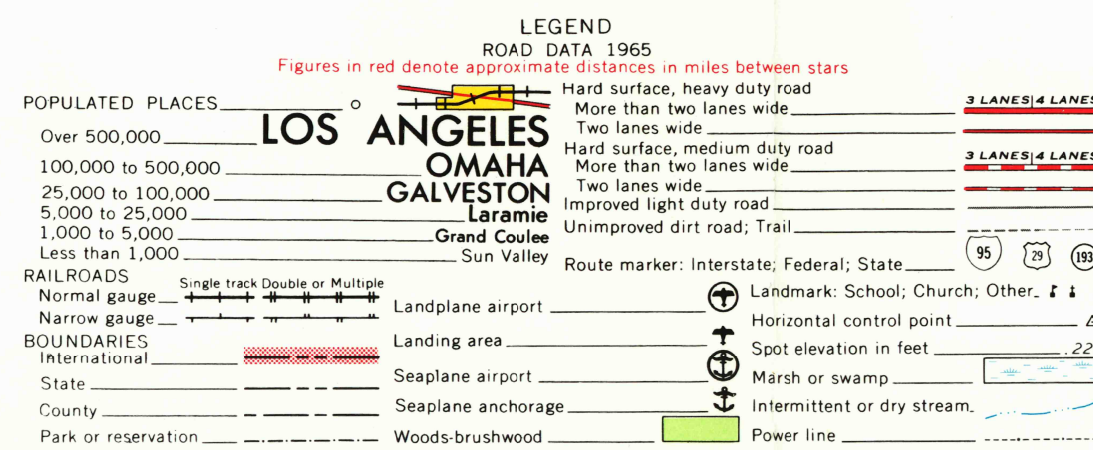 LEGEND
ROAD DATA 1965
Figures in red denote approximate distances in miles between stars
POPULATED PLACES
Over 500,000 LOS ANGELES
100,000 to 500,000 OMAHA
25,000 to 100,000 GALVESTON
5,000 to 25,000 Laramie
1,000 to 5,000 Grand Coulee
Less than 1,000 Sun Valley
RAILROADS
Single track Double or Multiple
Normal gauge
Narrow gauge
BOUNDARIES
International
State
County
Park or reservation
Hard surface, heavy duty road
More than two lanes wide 3 LANES|4 LANES
Two lanes wide
Hard surface, medium duty road
More than two lanes wide 3 LANES|4 LANES
Two lanes wide
Improved light duty road
Unimproved dirt road; Trail
Route marker: Interstate; Federal; State 95 29 193
Landplane airport
Landing area
Seaplane airport
Seaplane anchorage
Woods-brushwood
Landmark: School; Church; Other
Horizontal control point
Spot elevation in feet .22
Marsh or swamp
Intermittent or dry stream
Power line